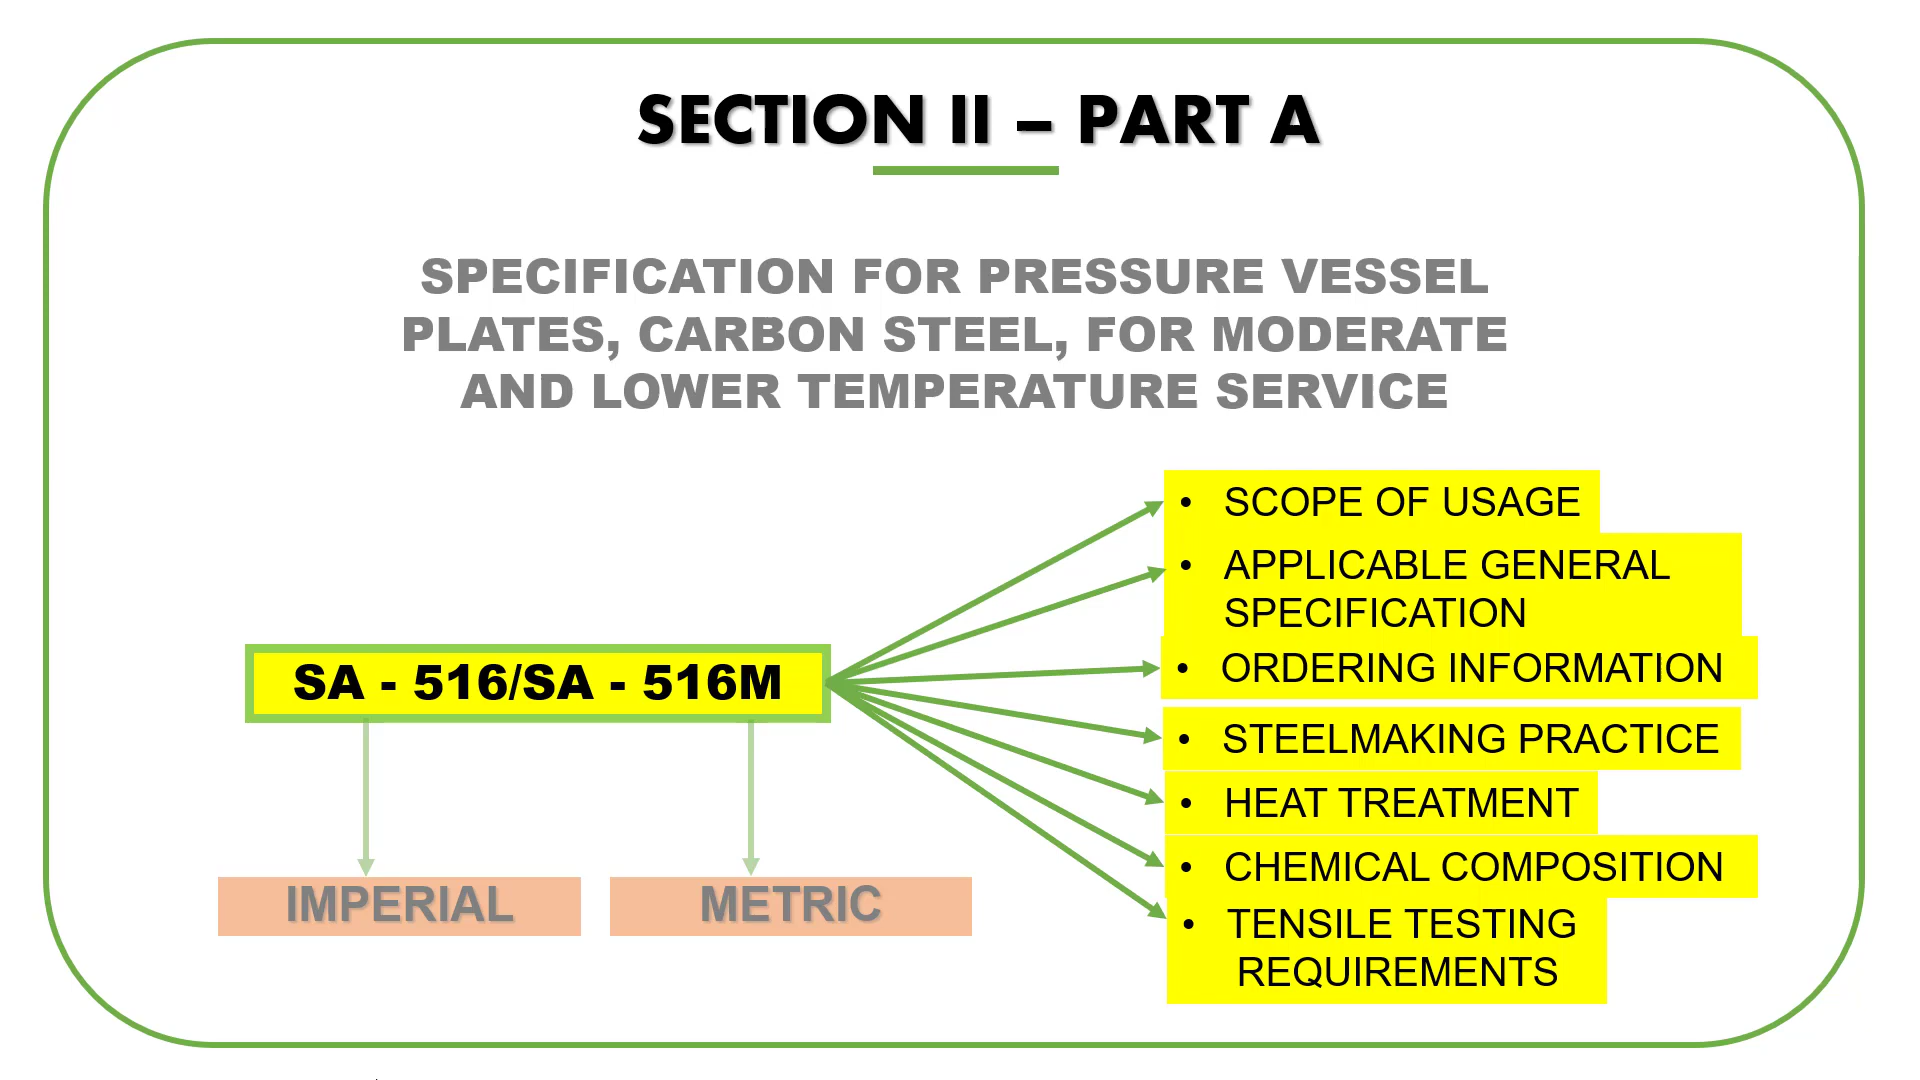 SECTION II – PART A
SPECIFICATION FOR PRESSURE VESSEL
PLATES, CARBON STEEL, FOR MODERATE
AND LOWER TEMPERATURE SERVICE
SA - 516/SA - 516M
IMPERIAL
METRIC
• SCOPE OF USAGE
• APPLICABLE GENERAL
SPECIFICATION
• ORDERING INFORMATION
• STEELMAKING PRACTICE
• HEAT TREATMENT
• CHEMICAL COMPOSITION
• TENSILE TESTING
REQUIREMENTS